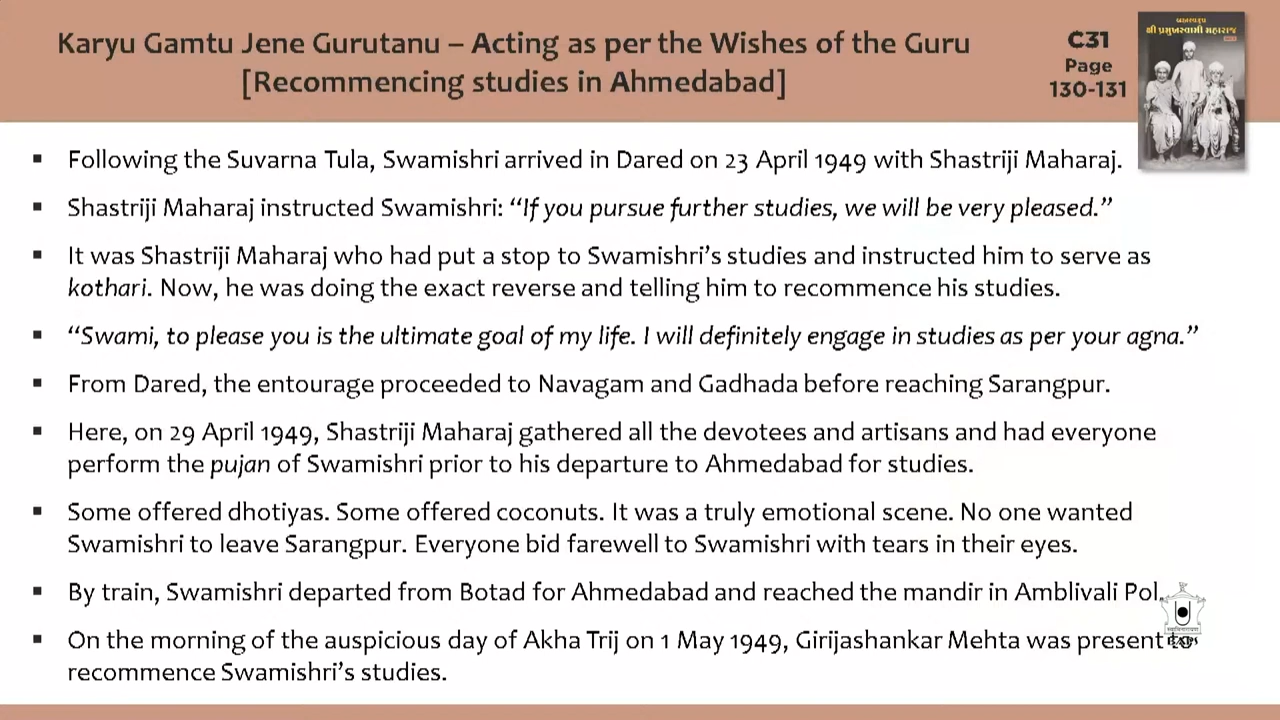 Karyu Gamtu Jene Gurutanu – Acting as per the Wishes of the Guru
[Recommencing studies in Ahmedabad]
C31
Page
130-131
બ્રહ્મસ્વરૂપ
શ્રી પ્રમુખસ્વામી મહારાજ
▪ Following the Suvarna Tula, Swamishri arrived in Dared on 23 April 1949 with Shastriji Maharaj.
▪ Shastriji Maharaj instructed Swamishri: “If you pursue further studies, we will be very pleased.”
▪ It was Shastriji Maharaj who had put a stop to Swamishri’s studies and instructed him to serve as
kothari. Now, he was doing the exact reverse and telling him to recommence his studies.
▪ “Swami, to please you is the ultimate goal of my life. I will definitely engage in studies as per your agna.”
▪ From Dared, the entourage proceeded to Navagam and Gadhada before reaching Sarangpur.
▪ Here, on 29 April 1949, Shastriji Maharaj gathered all the devotees and artisans and had everyone
perform the pujan of Swamishri prior to his departure to Ahmedabad for studies.
▪ Some offered dhotiyas. Some offered coconuts. It was a truly emotional scene. No one wanted
Swamishri to leave Sarangpur. Everyone bid farewell to Swamishri with tears in their eyes.
▪ By train, Swamishri departed from Botad for Ahmedabad and reached the mandir in Amblivali Pol.
▪ On the morning of the auspicious day of Akha Trij on 1 May 1949, Girijashankar Mehta was present to
recommence Swamishri’s studies.